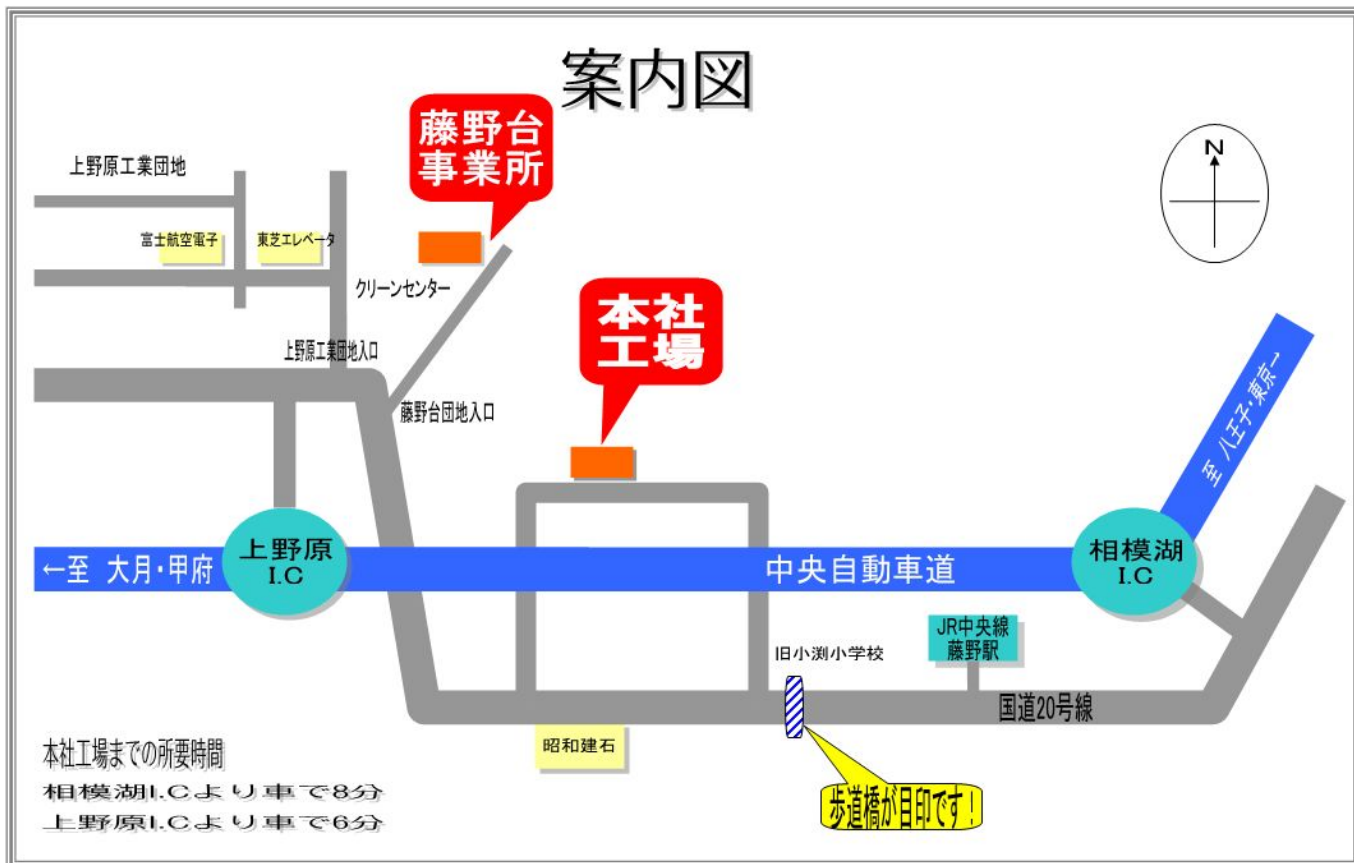 案内図
藤野台
事業所
N
上野原工業団地
富士航空電子
東芝エレベータ
クリーンセンター
本社
工場
上野原工業団地入口
藤野台団地入口
至 八王子・東京→
←至 大月・甲府
上野原
I.C
中央自動車道
相模湖
I.C
JR中央線
藤野駅
旧小渕小学校
国道20号線
昭和建石
歩道橋が目印です!
本社工場までの所要時間
相模湖I.Cより車で8分
上野原I.Cより車で6分